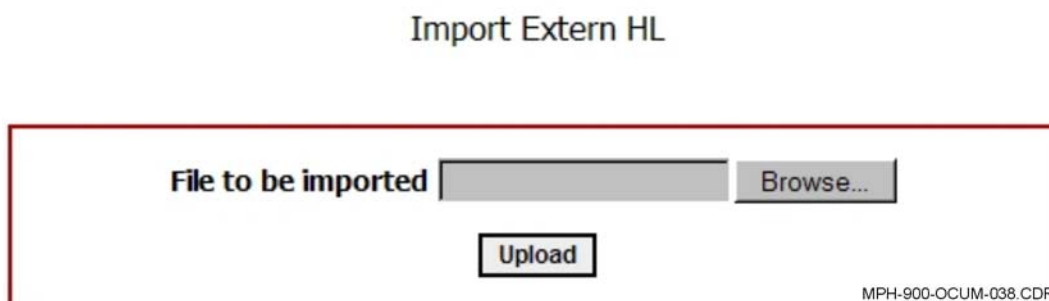 Import Extern HL
File to be imported Browse...
Upload
MPH-900-OCUM-038.CDR